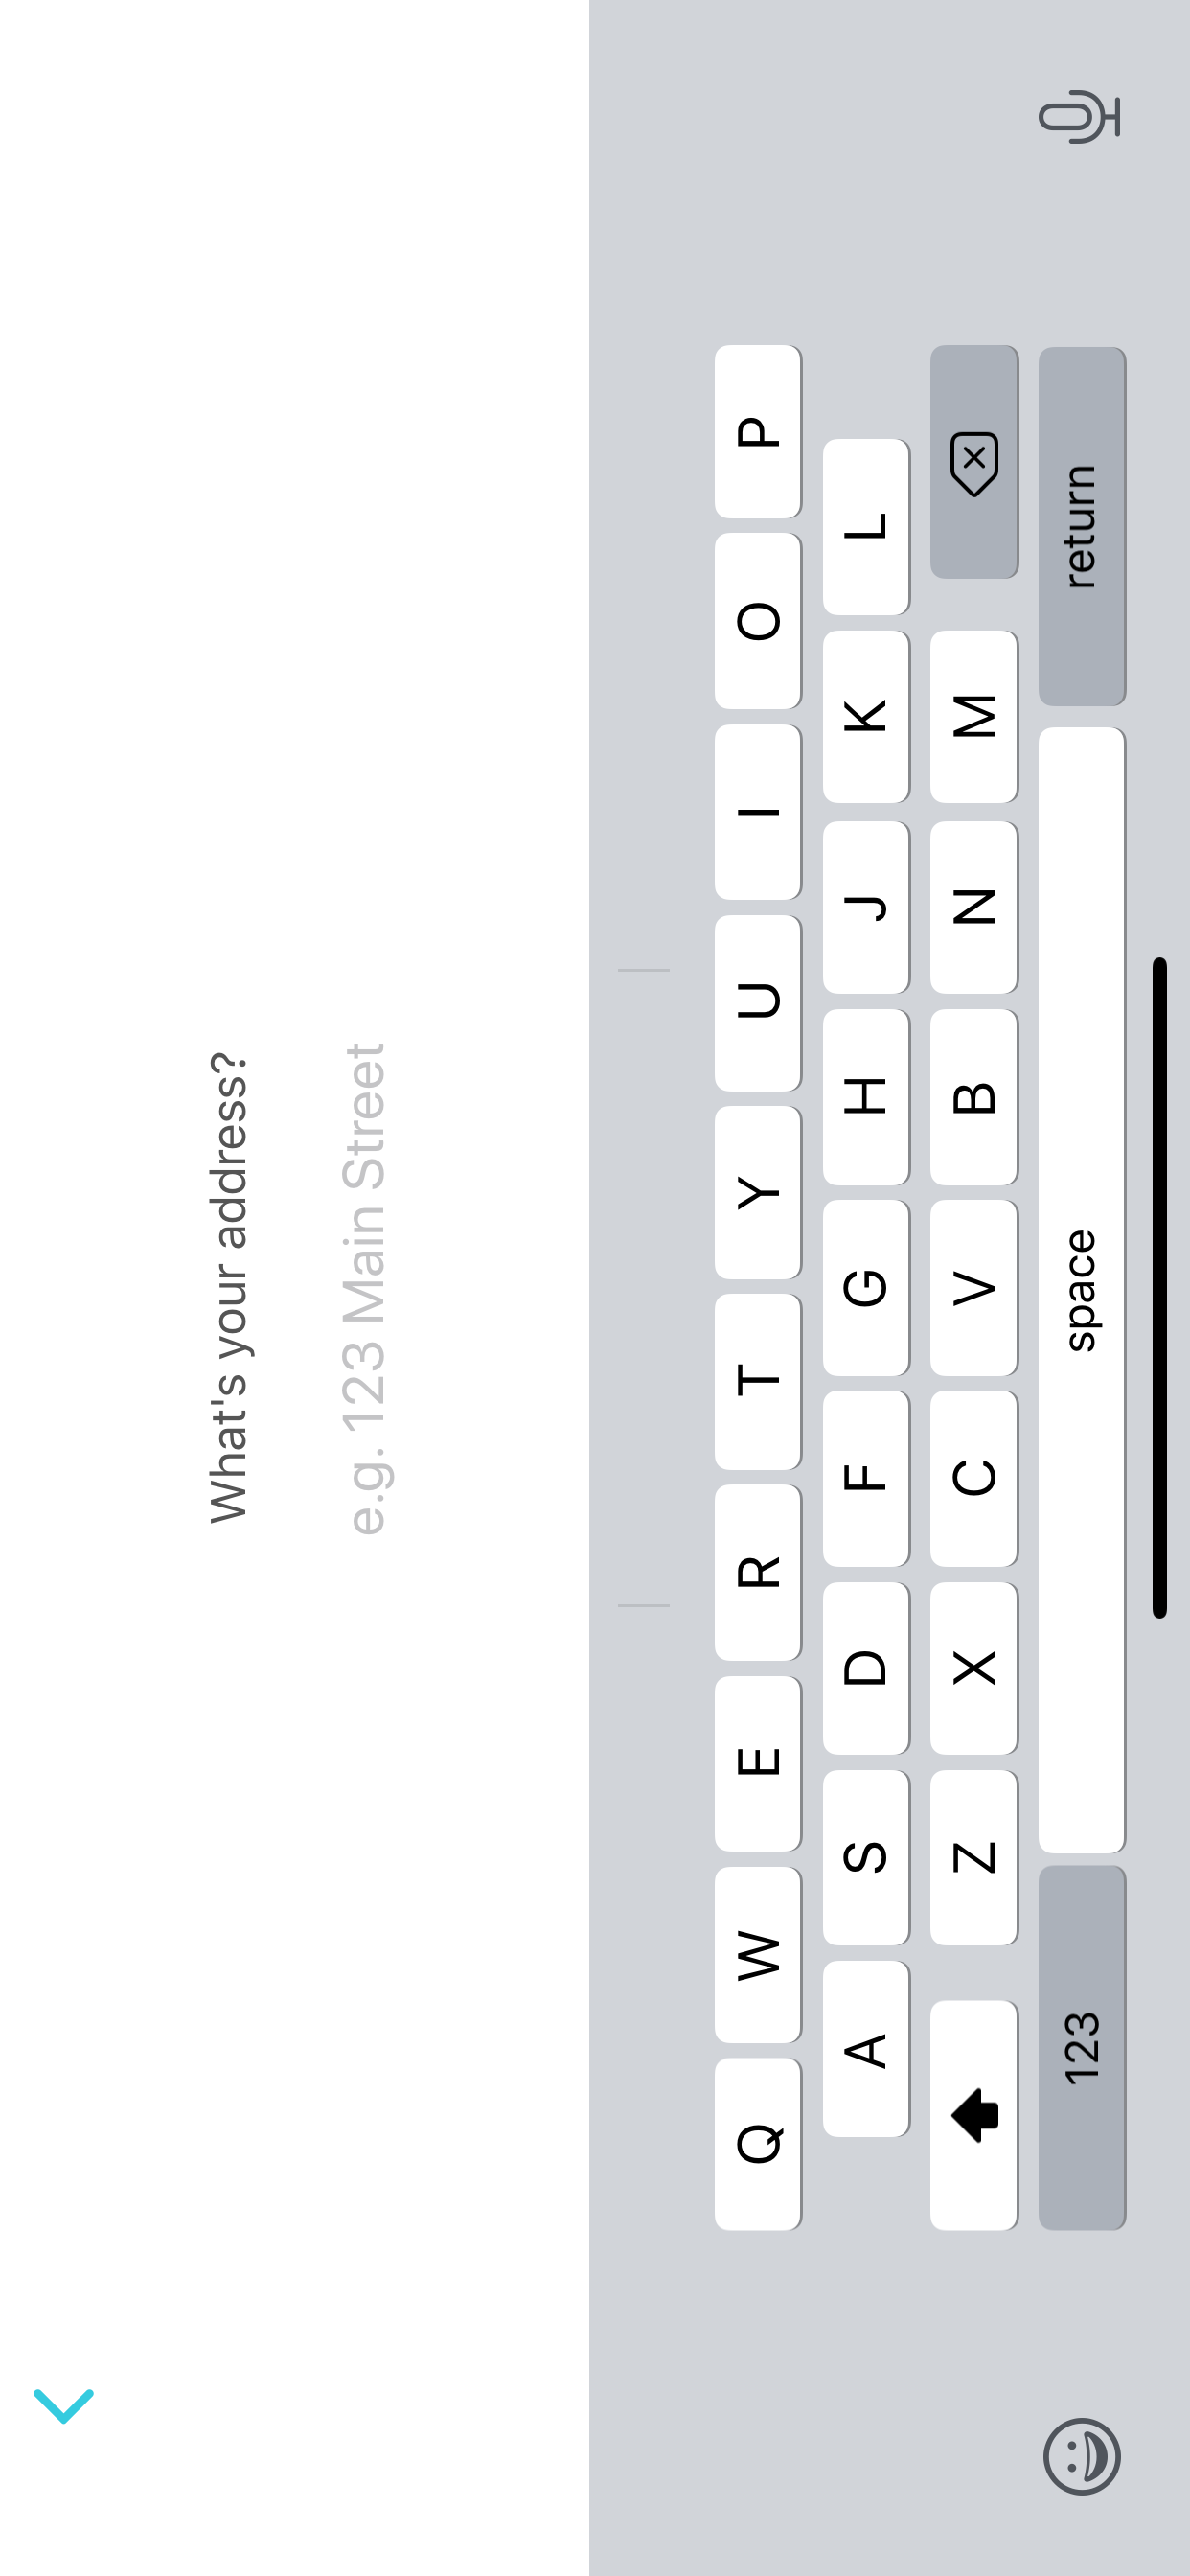 What's your address?
e.g. 123 Main Street
Q W E R T Y U I O P
A S D F G H J K L
Z X C V B N M
123 space return